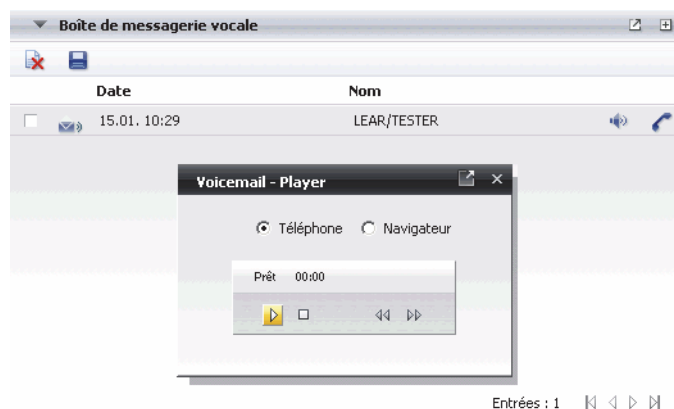 Boîte de messagerie vocale
Date Nom
15.01. 10:29 LEAR/TESTER
Voicemail - Player
Téléphone Navigateur
Prêt 00:00
Entrées : 1